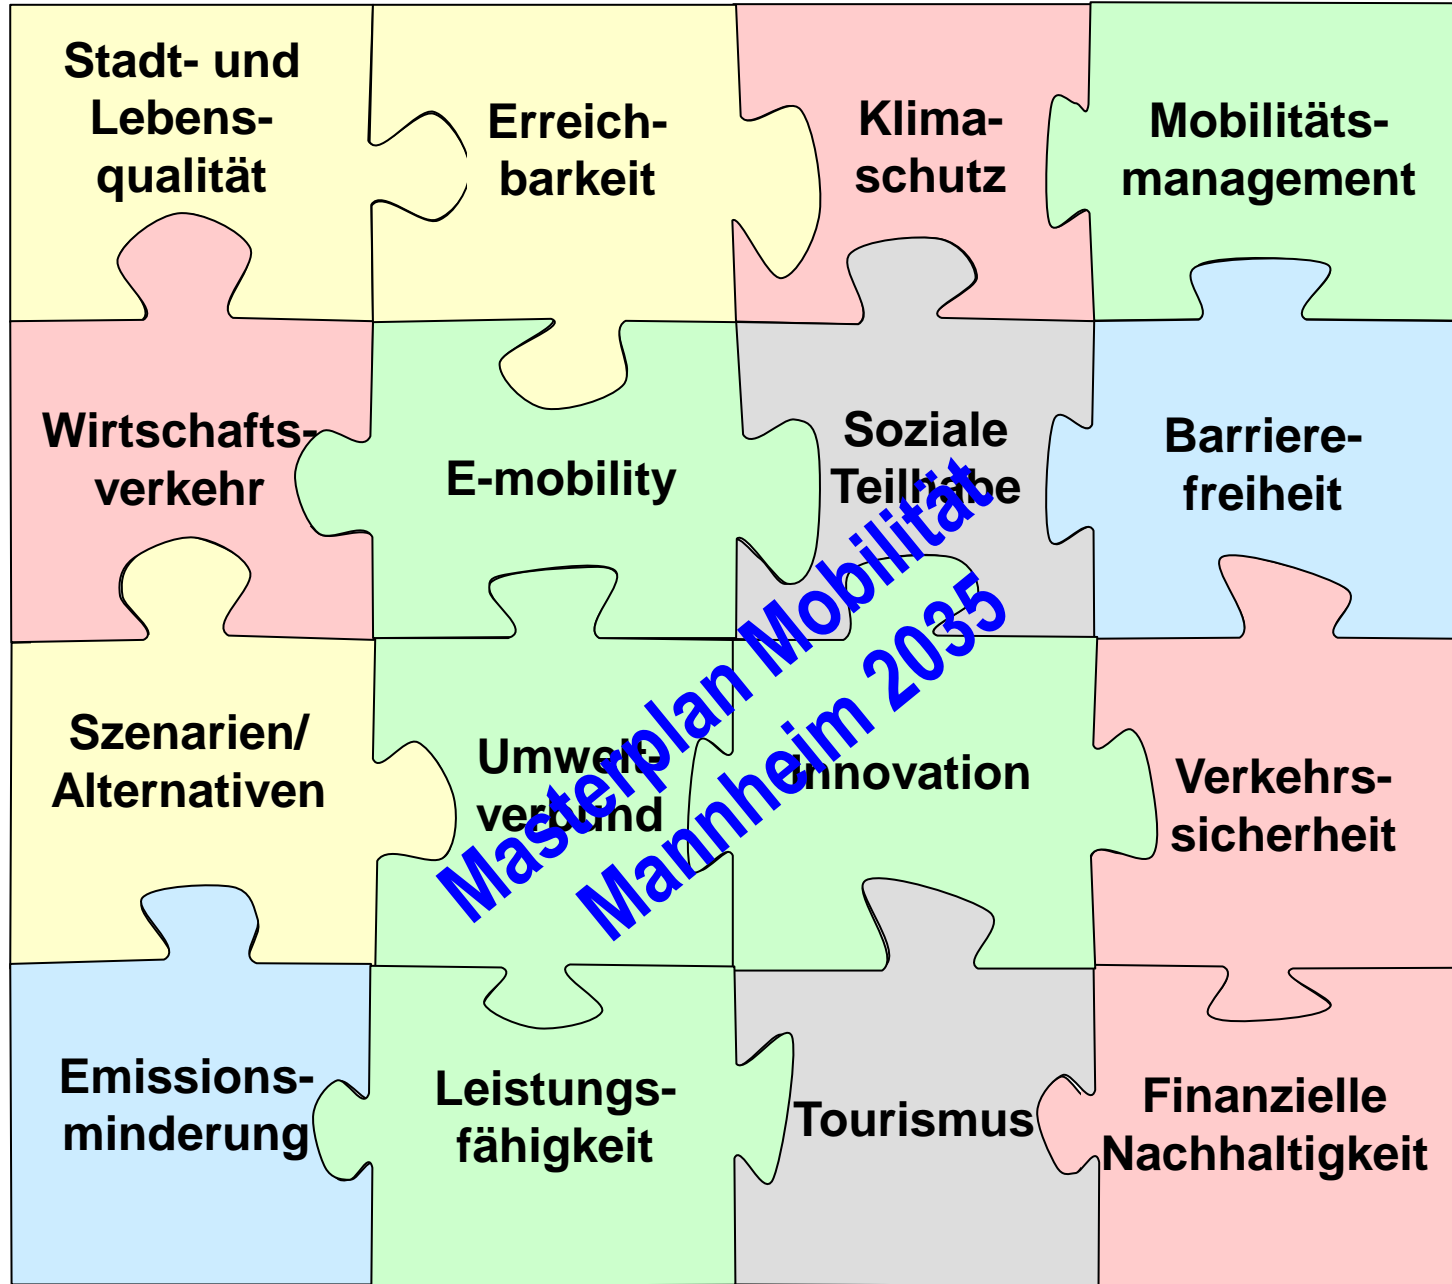 Stadt- und
Lebens-
qualität
Erreich-
barkeit
Klima-
schutz
Mobilitäts-
management
Wirtschafts-
verkehr
E-mobility
Soziale
Teilhabe
Barriere-
freiheit
Szenarien/
Alternativen
Umwelt-
verbund
Innovation
Verkehrs-
sicherheit
Emissions-
minderung
Leistungs-
fähigkeit
Tourismus
Finanzielle
Nachhaltigkeit
Masterplan Mobilität
Mannheim 2035